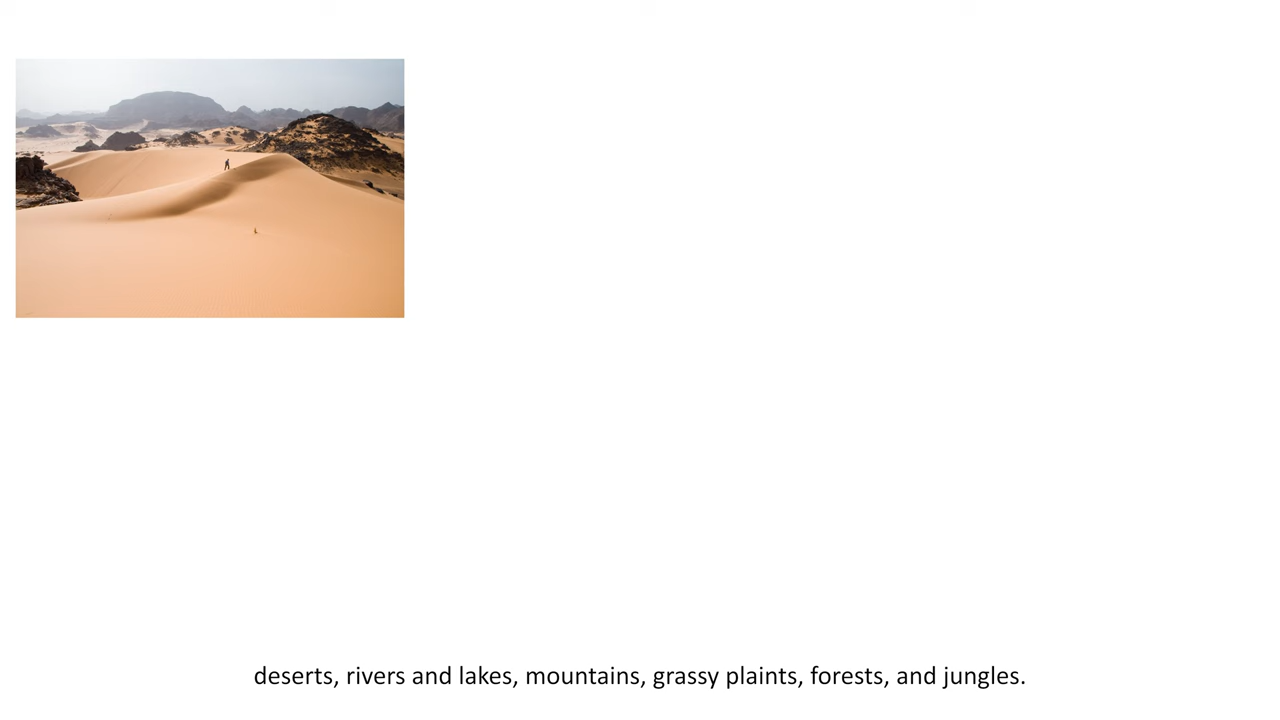 deserts, rivers and lakes, mountains, grassy plaints, forests, and jungles.